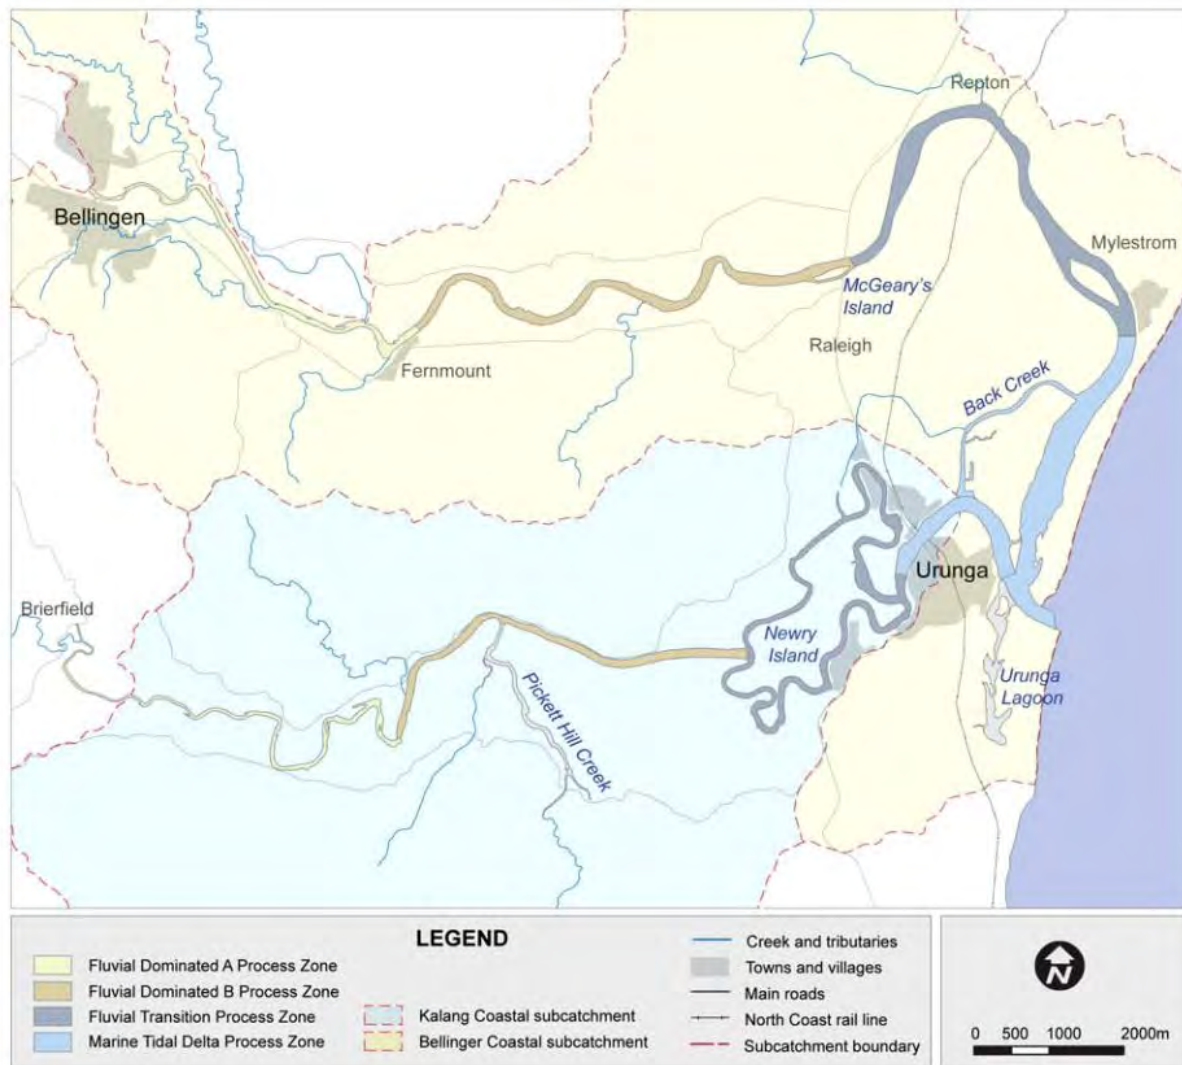 Repton
Bellingen
Mylestrom
McGeary's
Island
Raleigh
Fernmount
Back Creek
Urunga
Brierfield
Newry
Island
Pickett Hill Creek
Urunga
Lagoon
LEGEND
Fluvial Dominated A Process Zone
Fluvial Dominated B Process Zone
Fluvial Transition Process Zone
Marine Tidal Delta Process Zone
Kalang Coastal subcatchment
Bellinger Coastal subcatchment
Creek and tributaries
Towns and villages
Main roads
North Coast rail line
Subcatchment boundary
N
0 500 1000 2000m